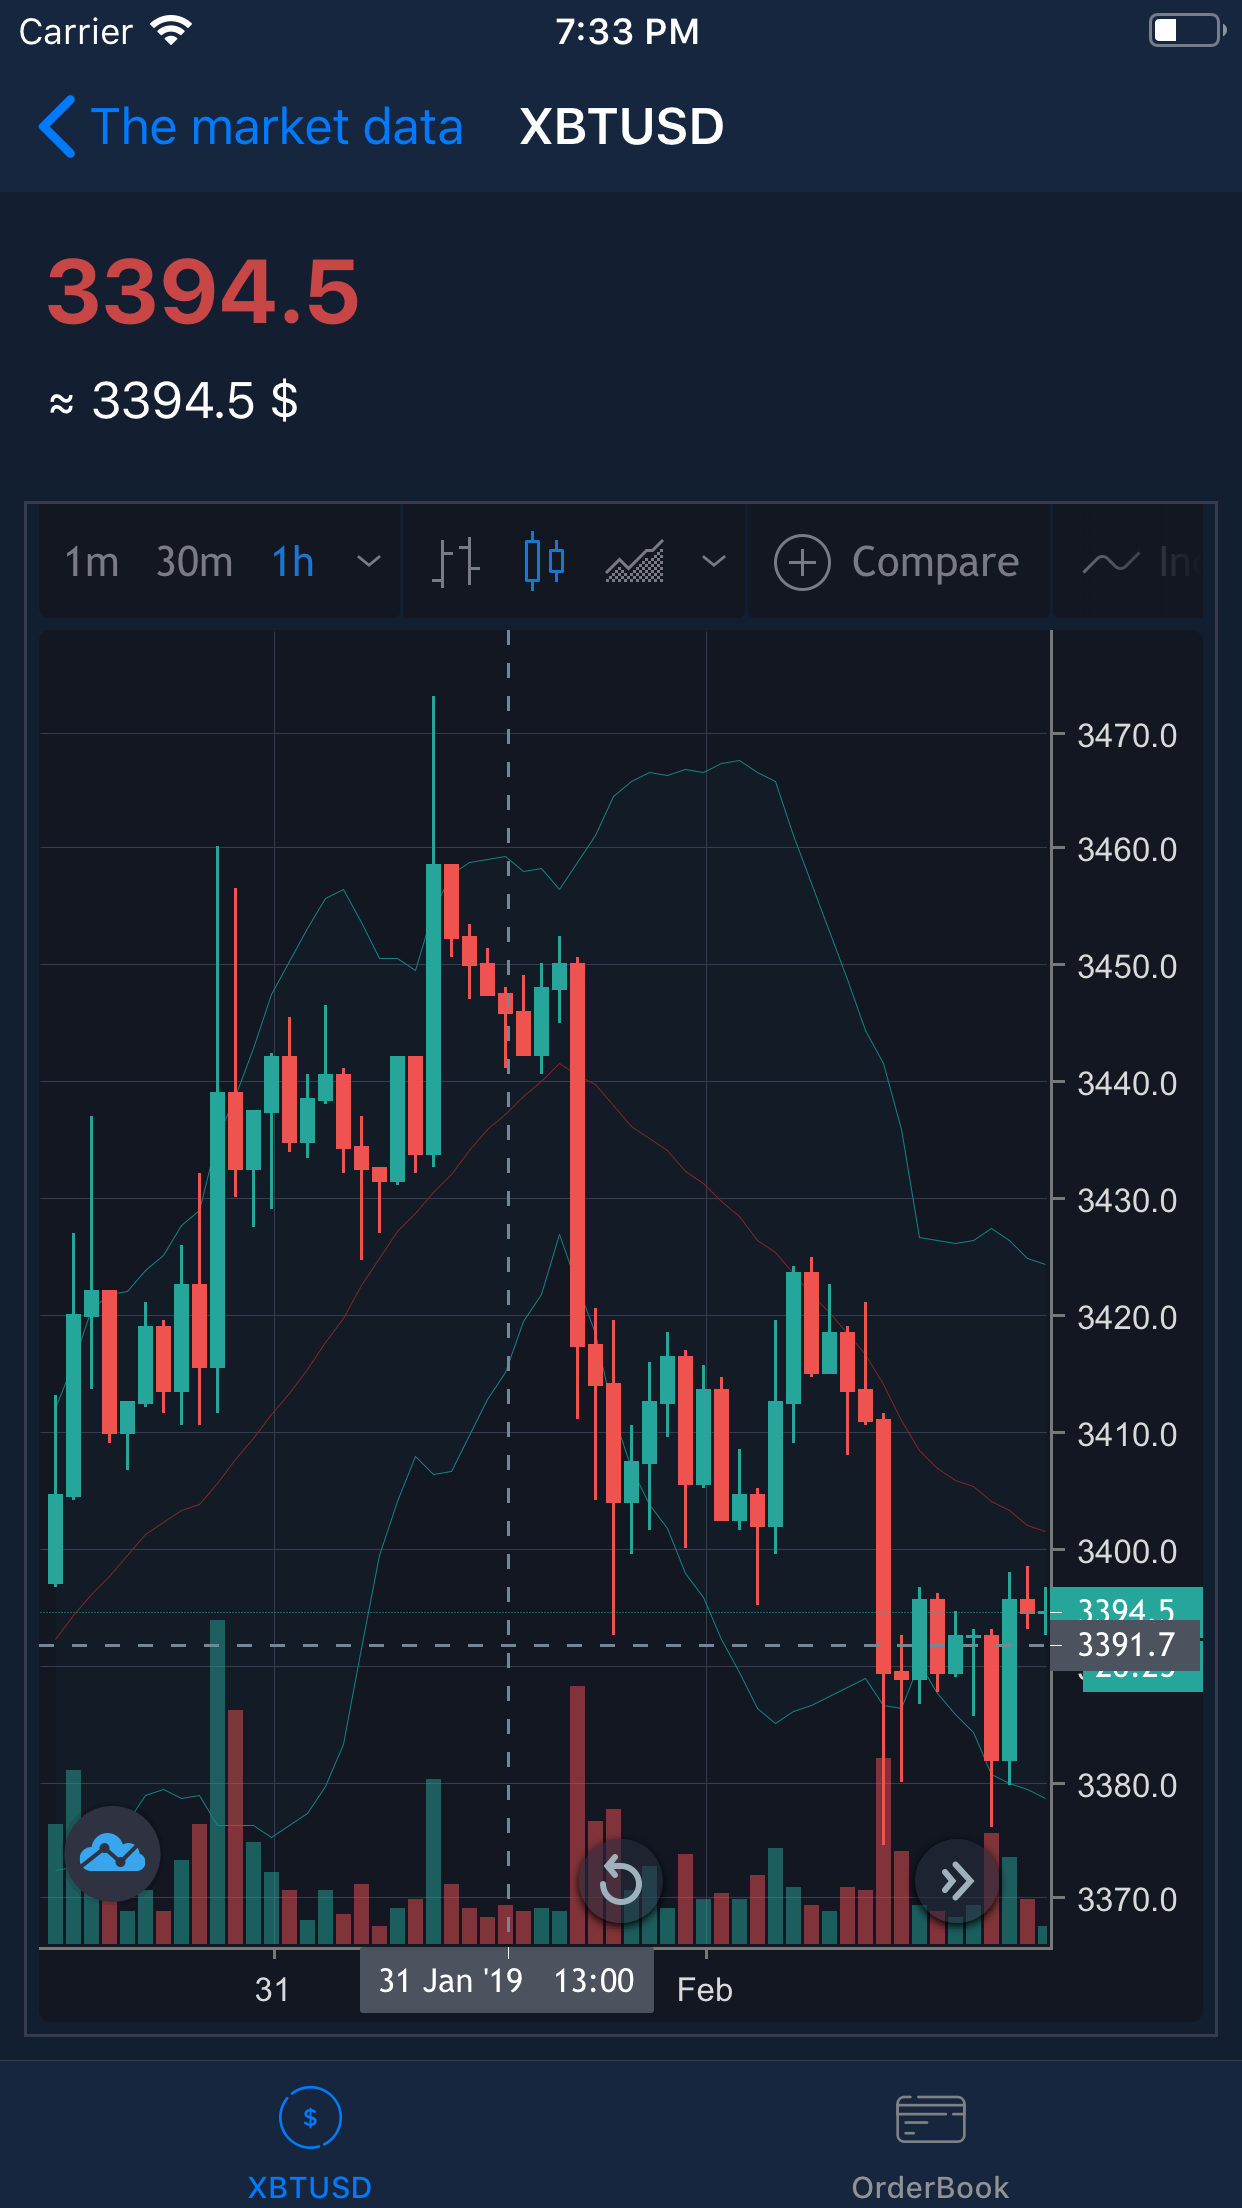 Carrier 7:33 PM
The market data XBTUSD
3394.5
≈ 3394.5 $
1m 30m 1h Compare
3470.0
3460.0
3450.0
3440.0
3430.0
3420.0
3410.0
3400.0
3394.5
3391.7
3380.0
3370.0
31 31 Jan '19 13:00 Feb
$
XBTUSD OrderBook